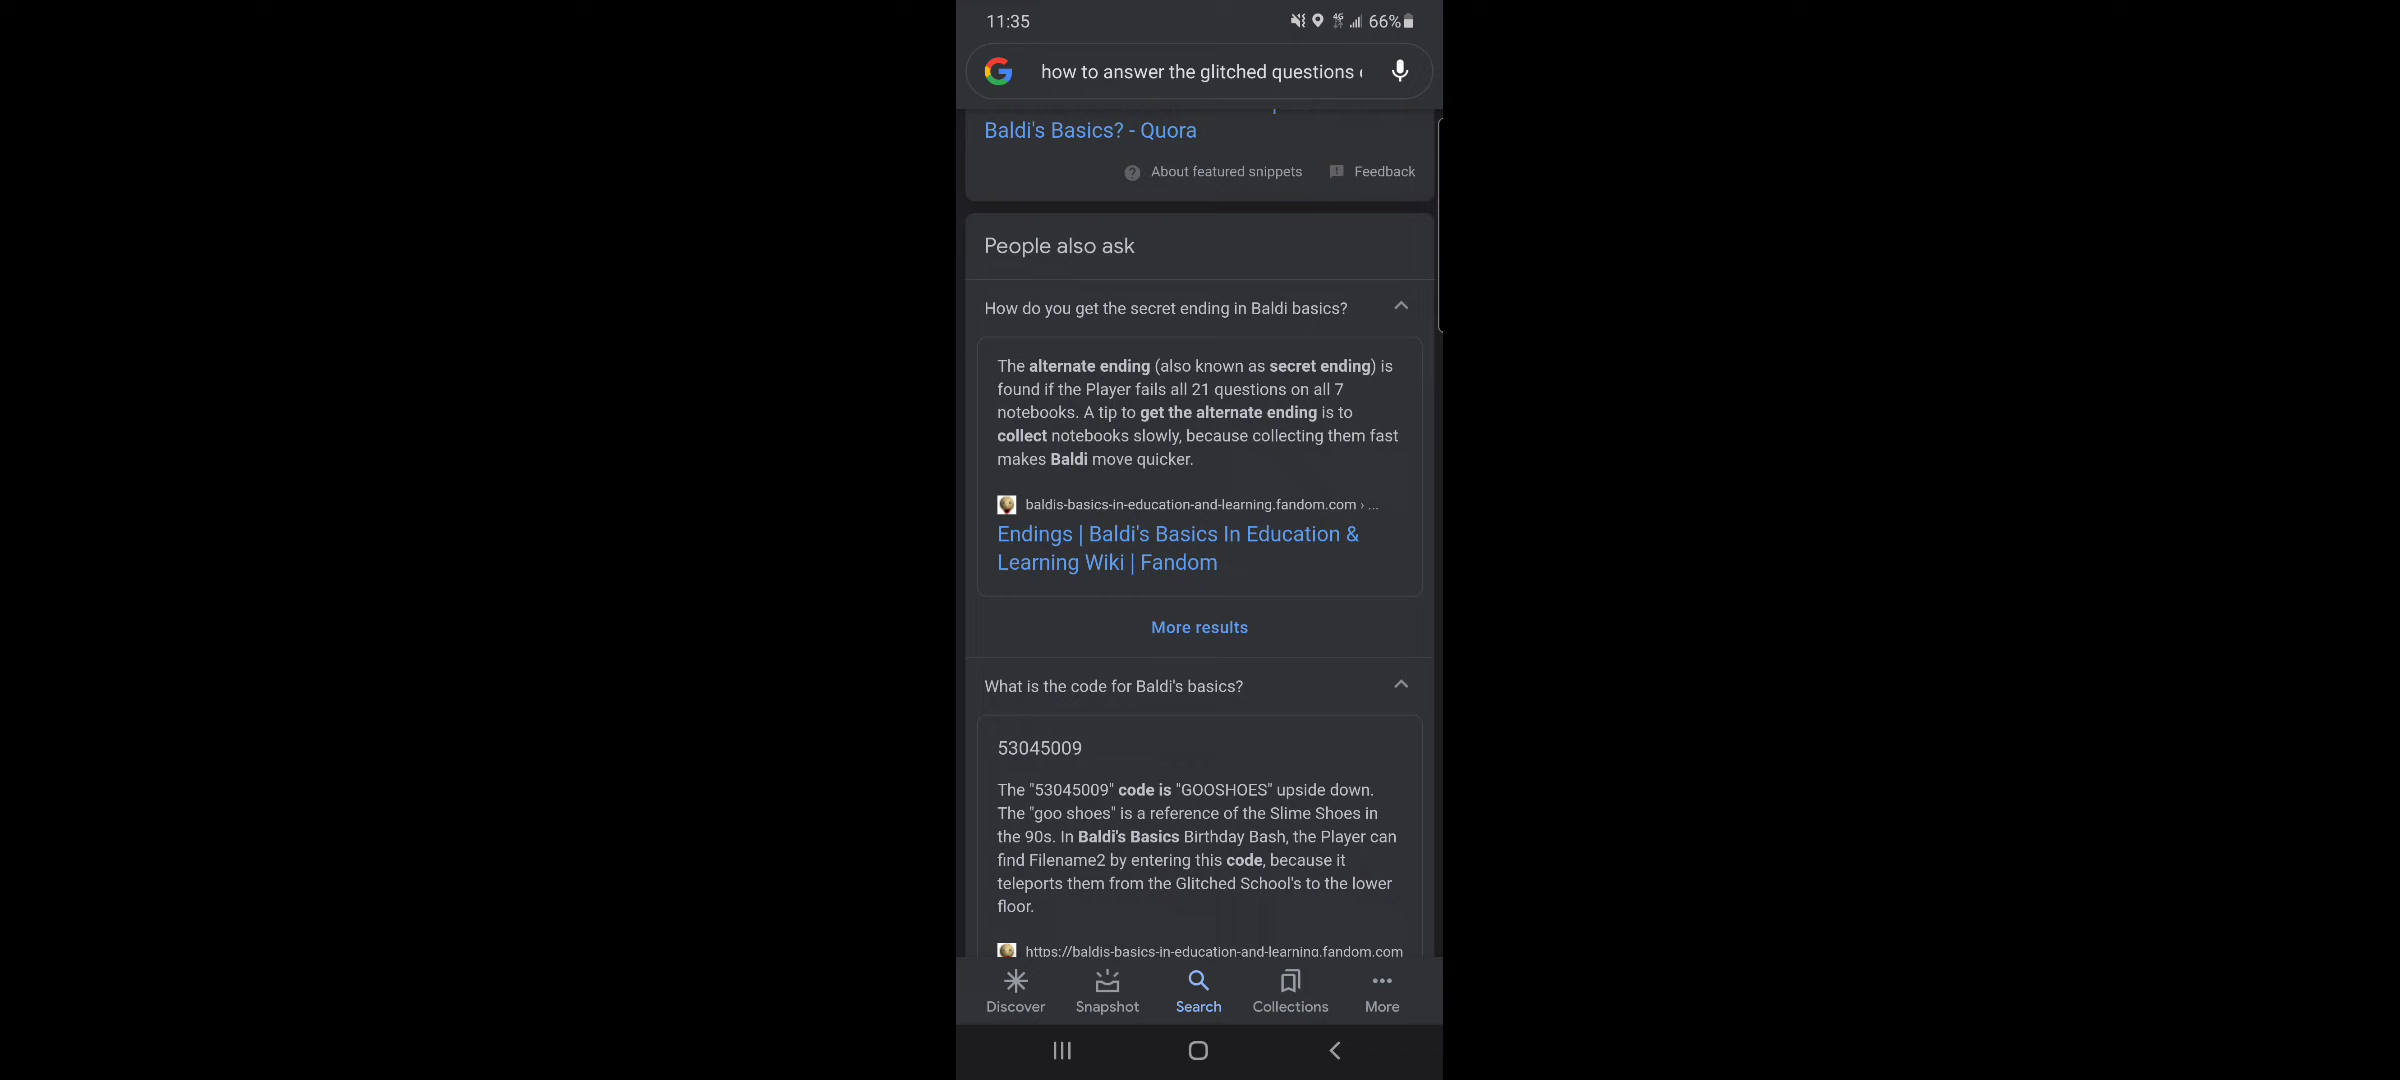 11:35
4G 66%
how to answer the glitched questions
Baldi's Basics? - Quora
About featured snippets Feedback
People also ask
How do you get the secret ending in Baldi basics?
The alternate ending (also known as secret ending) is
found if the Player fails all 21 questions on all 7
notebooks. A tip to get the alternate ending is to
collect notebooks slowly, because collecting them fast
makes Baldi move quicker.
baldis-basics-in-education-and-learning.fandom.com › ...
Endings | Baldi's Basics In Education &
Learning Wiki | Fandom
More results
What is the code for Baldi's basics?
53045009
The "53045009" code is "GOOSHOES" upside down.
The "goo shoes" is a reference of the Slime Shoes in
the 90s. In Baldi's Basics Birthday Bash, the Player can
find Filename2 by entering this code, because it
teleports them from the Glitched School's to the lower
floor.
https://baldis-basics-in-education-and-learning.fandom.com
Discover Snapshot Search Collections More